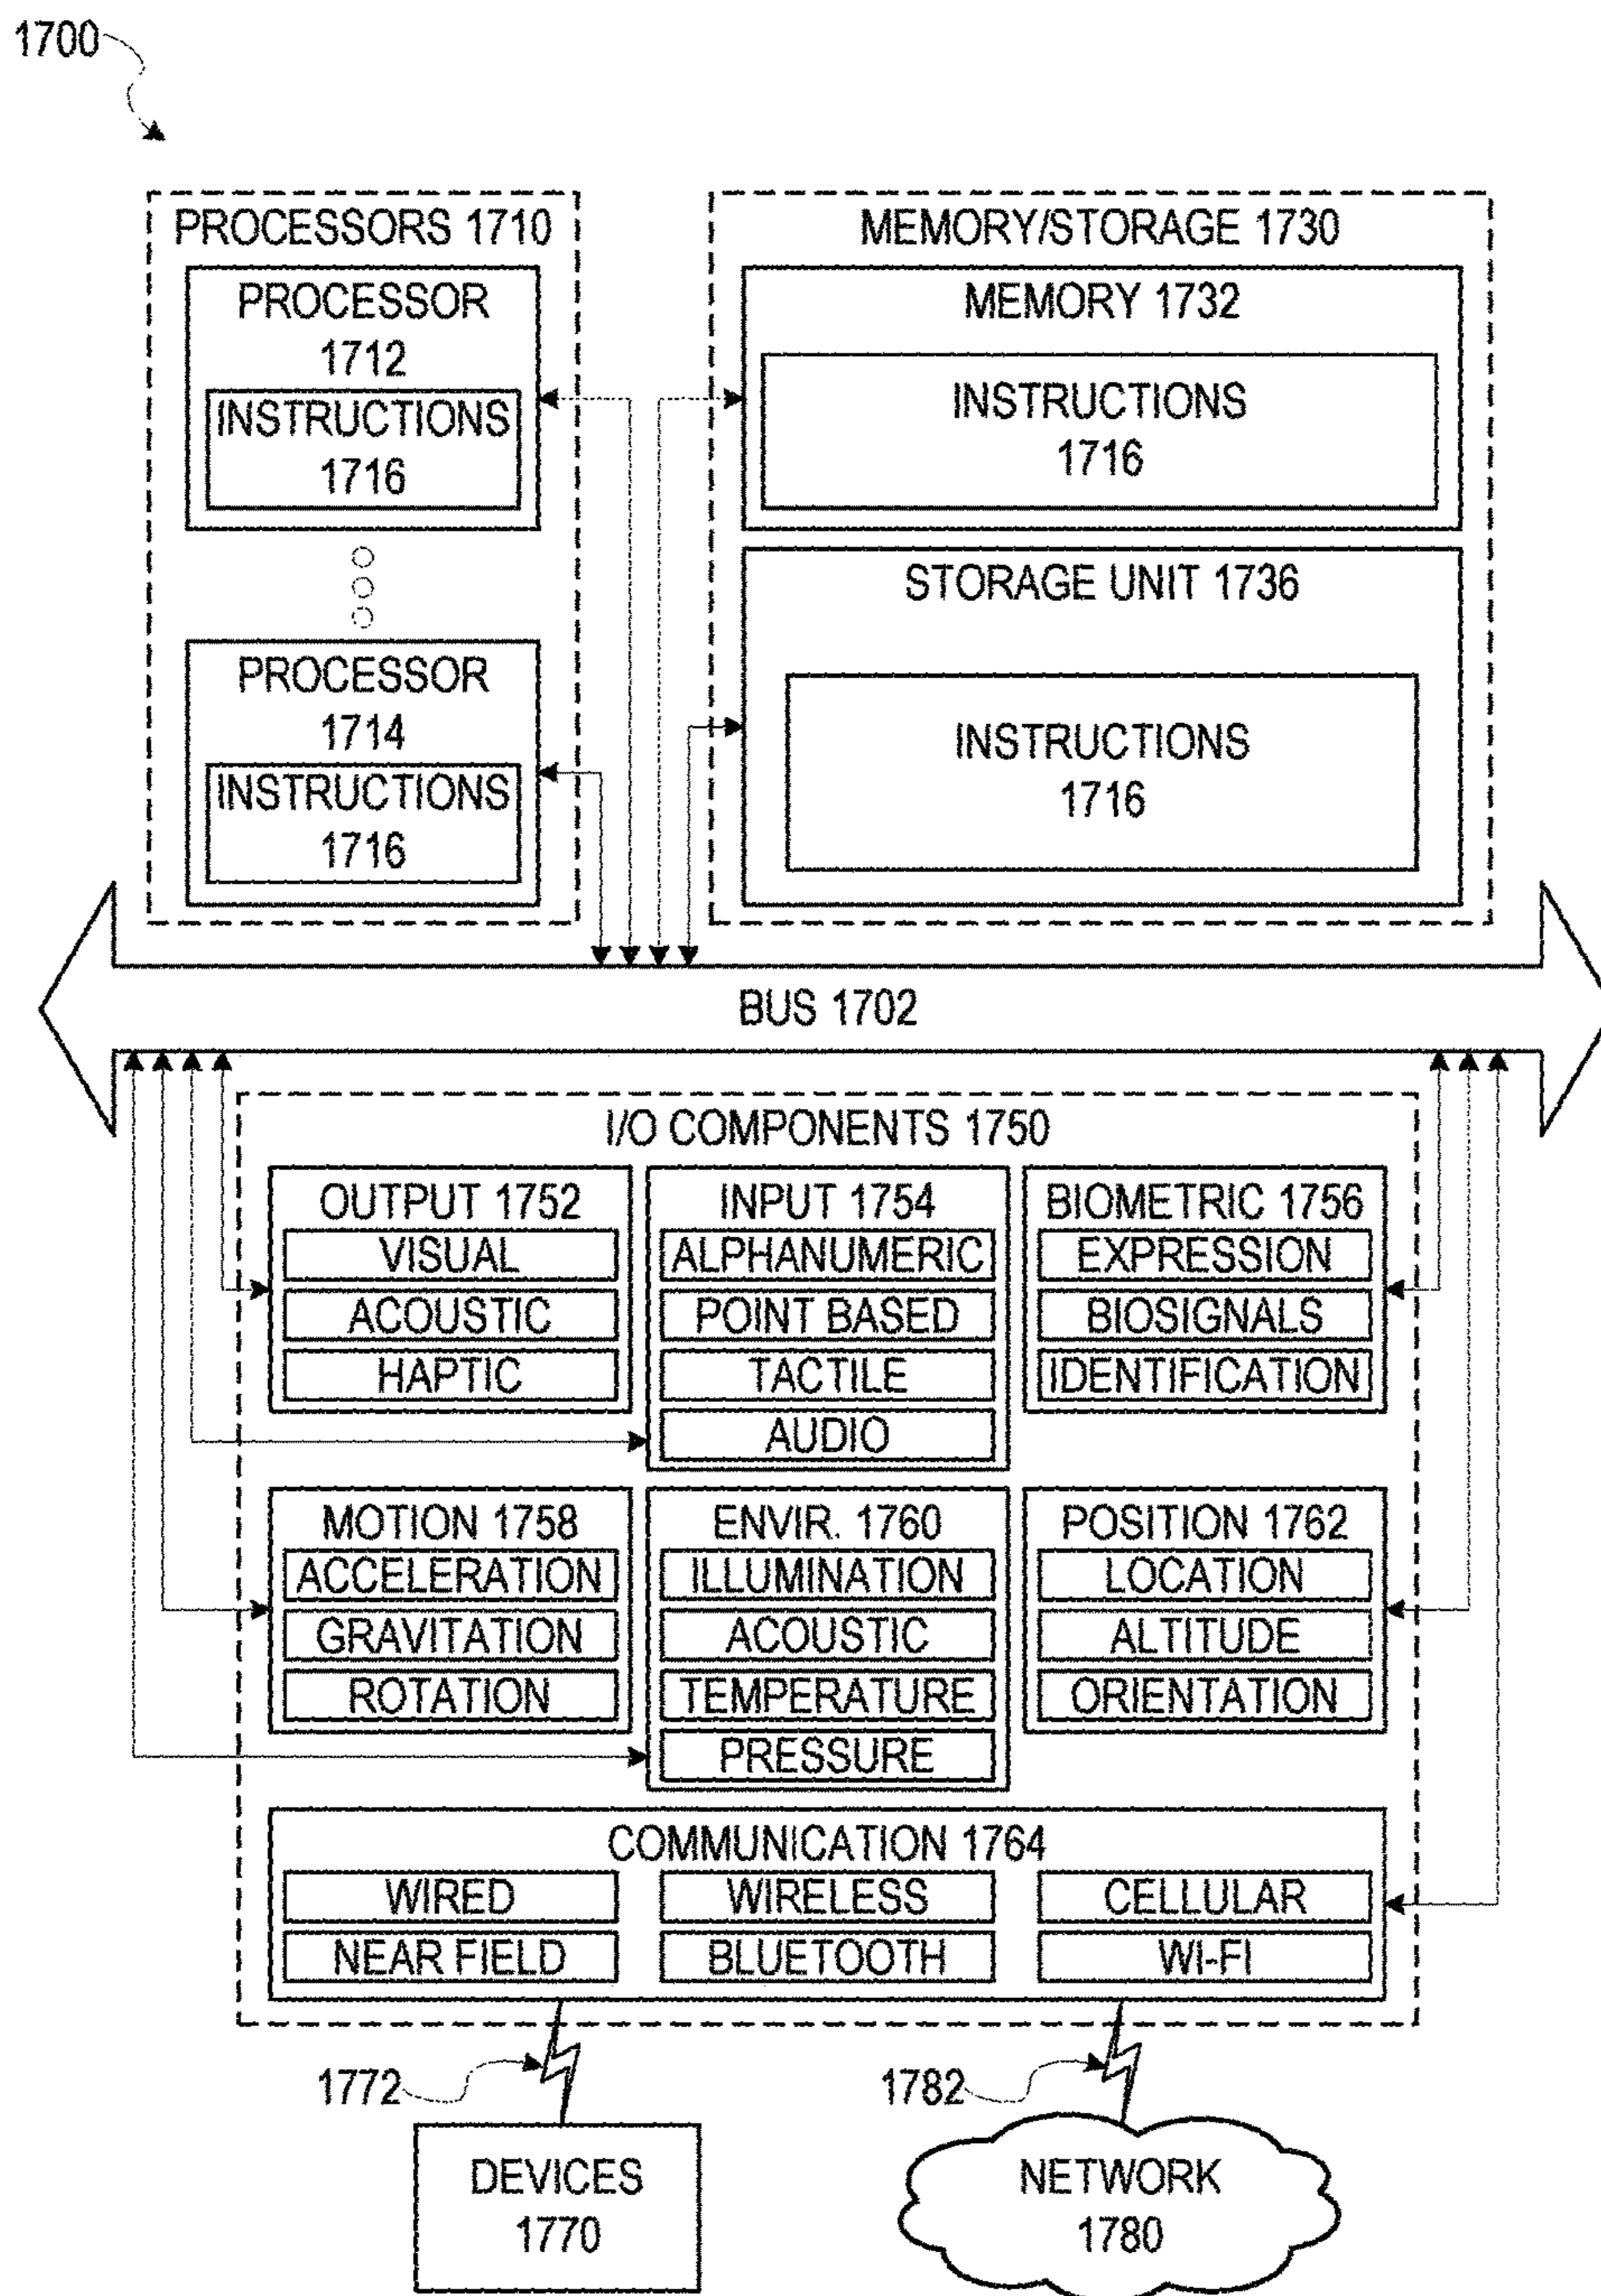 1700
PROCESSORS 1710
PROCESSOR
1712
INSTRUCTIONS
1716
PROCESSOR
1714
INSTRUCTIONS
1716
MEMORY/STORAGE 1730
MEMORY 1732
INSTRUCTIONS
1716
STORAGE UNIT 1736
INSTRUCTIONS
1716
BUS 1702
I/O COMPONENTS 1750
OUTPUT 1752
VISUAL
ACOUSTIC
HAPTIC
INPUT 1754
ALPHANUMERIC
POINT BASED
TACTILE
AUDIO
BIOMETRIC 1756
EXPRESSION
BIOSIGNALS
IDENTIFICATION
MOTION 1758
ACCELERATION
GRAVITATION
ROTATION
ENVIR. 1760
ILLUMINATION
ACOUSTIC
TEMPERATURE
PRESSURE
POSITION 1762
LOCATION
ALTITUDE
ORIENTATION
COMMUNICATION 1764
WIRED
WIRELESS
CELLULAR
NEAR FIELD
BLUETOOTH
WI-FI
1772
1782
DEVICES
1770
NETWORK
1780